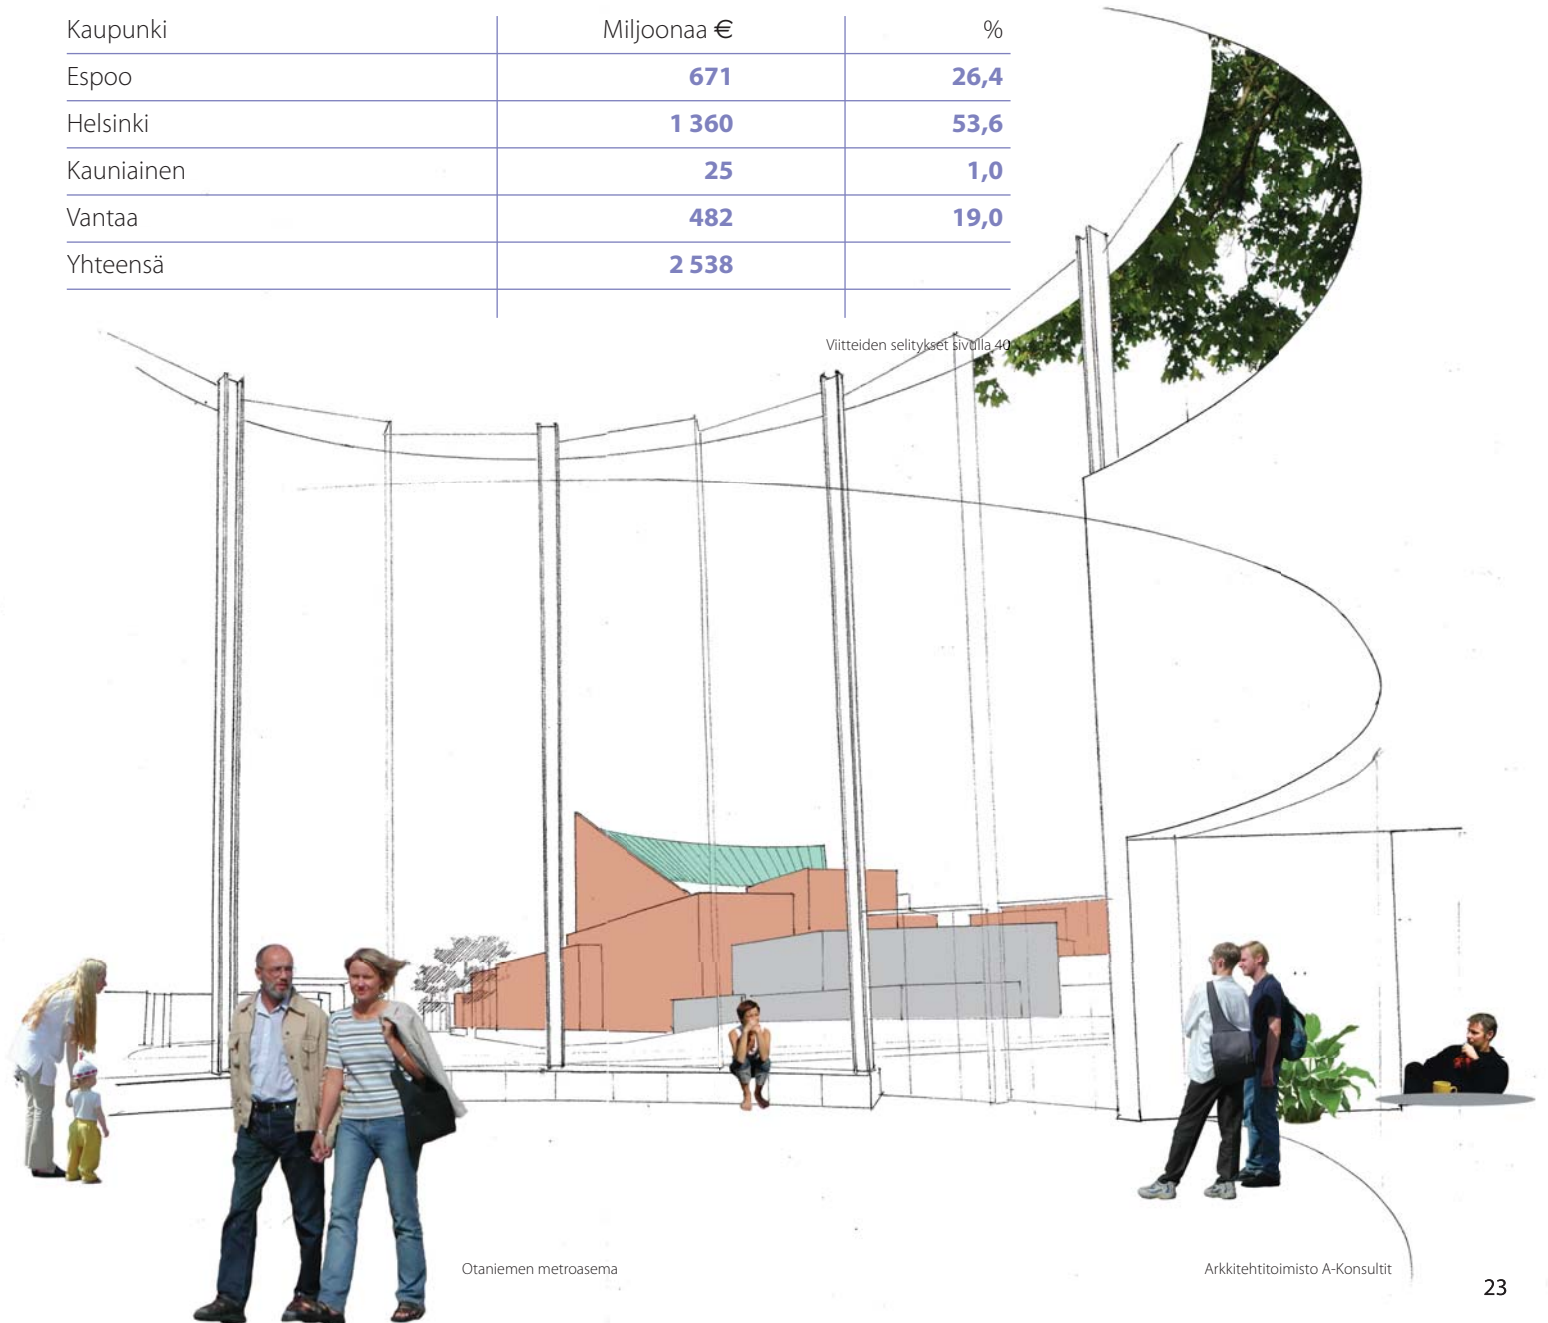 Kaupunki Miljoonaa € %
Espoo 671 26,4
Helsinki 1 360 53,6
Kauniainen 25 1,0
Vantaa 482 19,0
Yhteensä 2 538
Viitteiden selitykset sivulla 40
Otaniemen metroasema
Arkkitehtitoimisto A-Konsultit
23